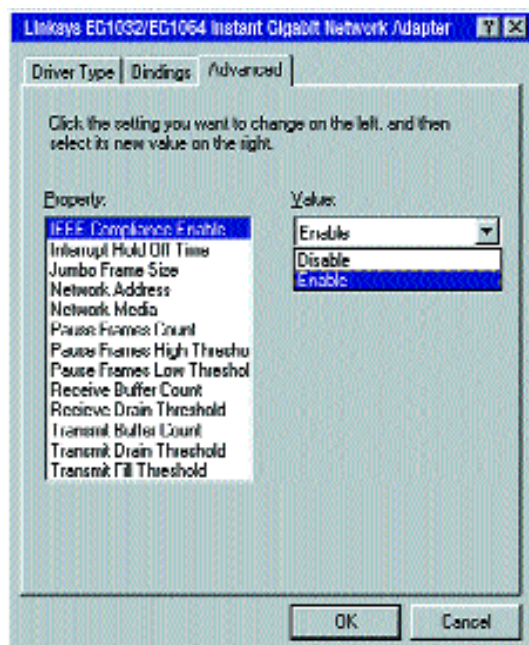 Linksys EG1032/EG1064 Instant Gigabit Network Adapter
Driver Type
Bindings
Advanced
Click the setting you want to change on the left, and then
select its new value on the right.
Property:
IEEE Compliance Enable
Interrupt Hold Off Time
Jumbo Frame Size
Network Address
Network Media
Pause Frames Count
Pause Frames High Thresho
Pause Frames Low Threshol
Receive Buffer Count
Recieve Drain Threshold
Transmit Buffer Count
Transmit Drain Threshold
Transmit Fill Threshold
Value:
Enable
Disable
Enable
OK
Cancel